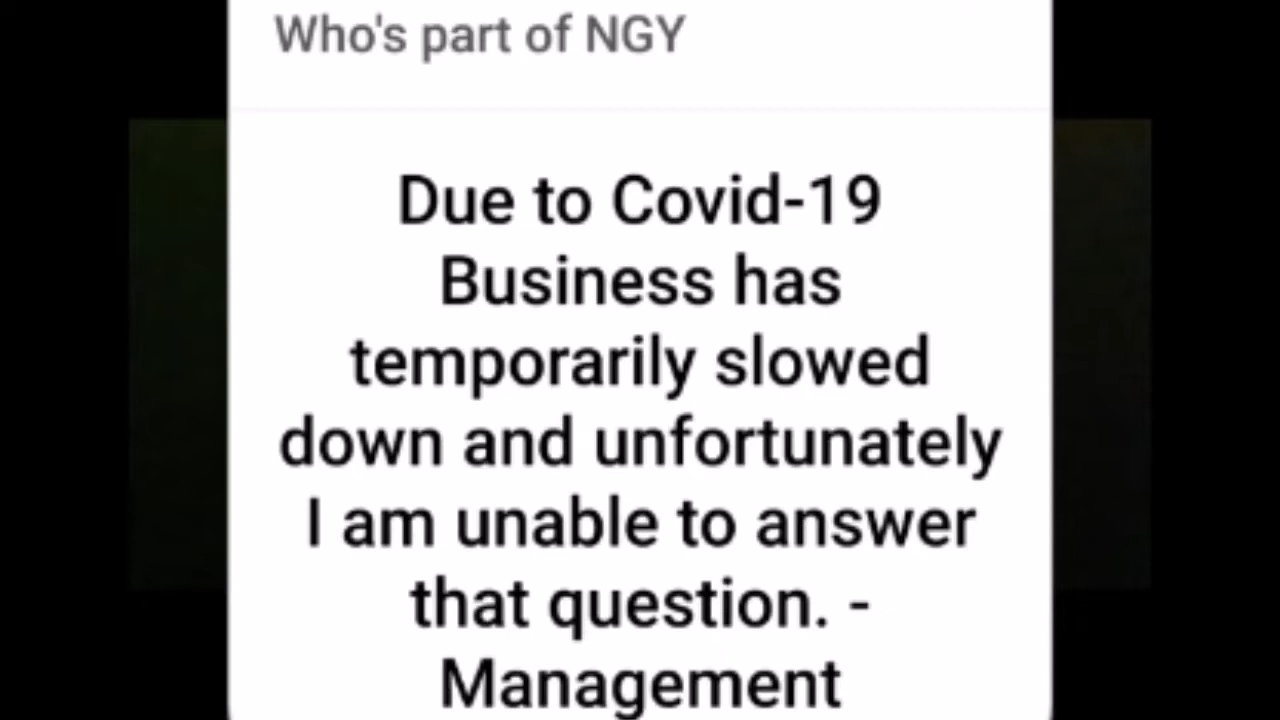 Who's part of NGY
Due to Covid-19
Business has
temporarily slowed
down and unfortunately
I am unable to answer
that question. -
Management